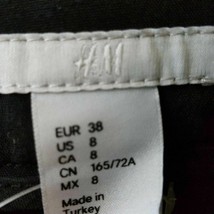 H&M
EUR 38
US 8
CA 8
CN 165/72A
MX 8
Made in
Turkey